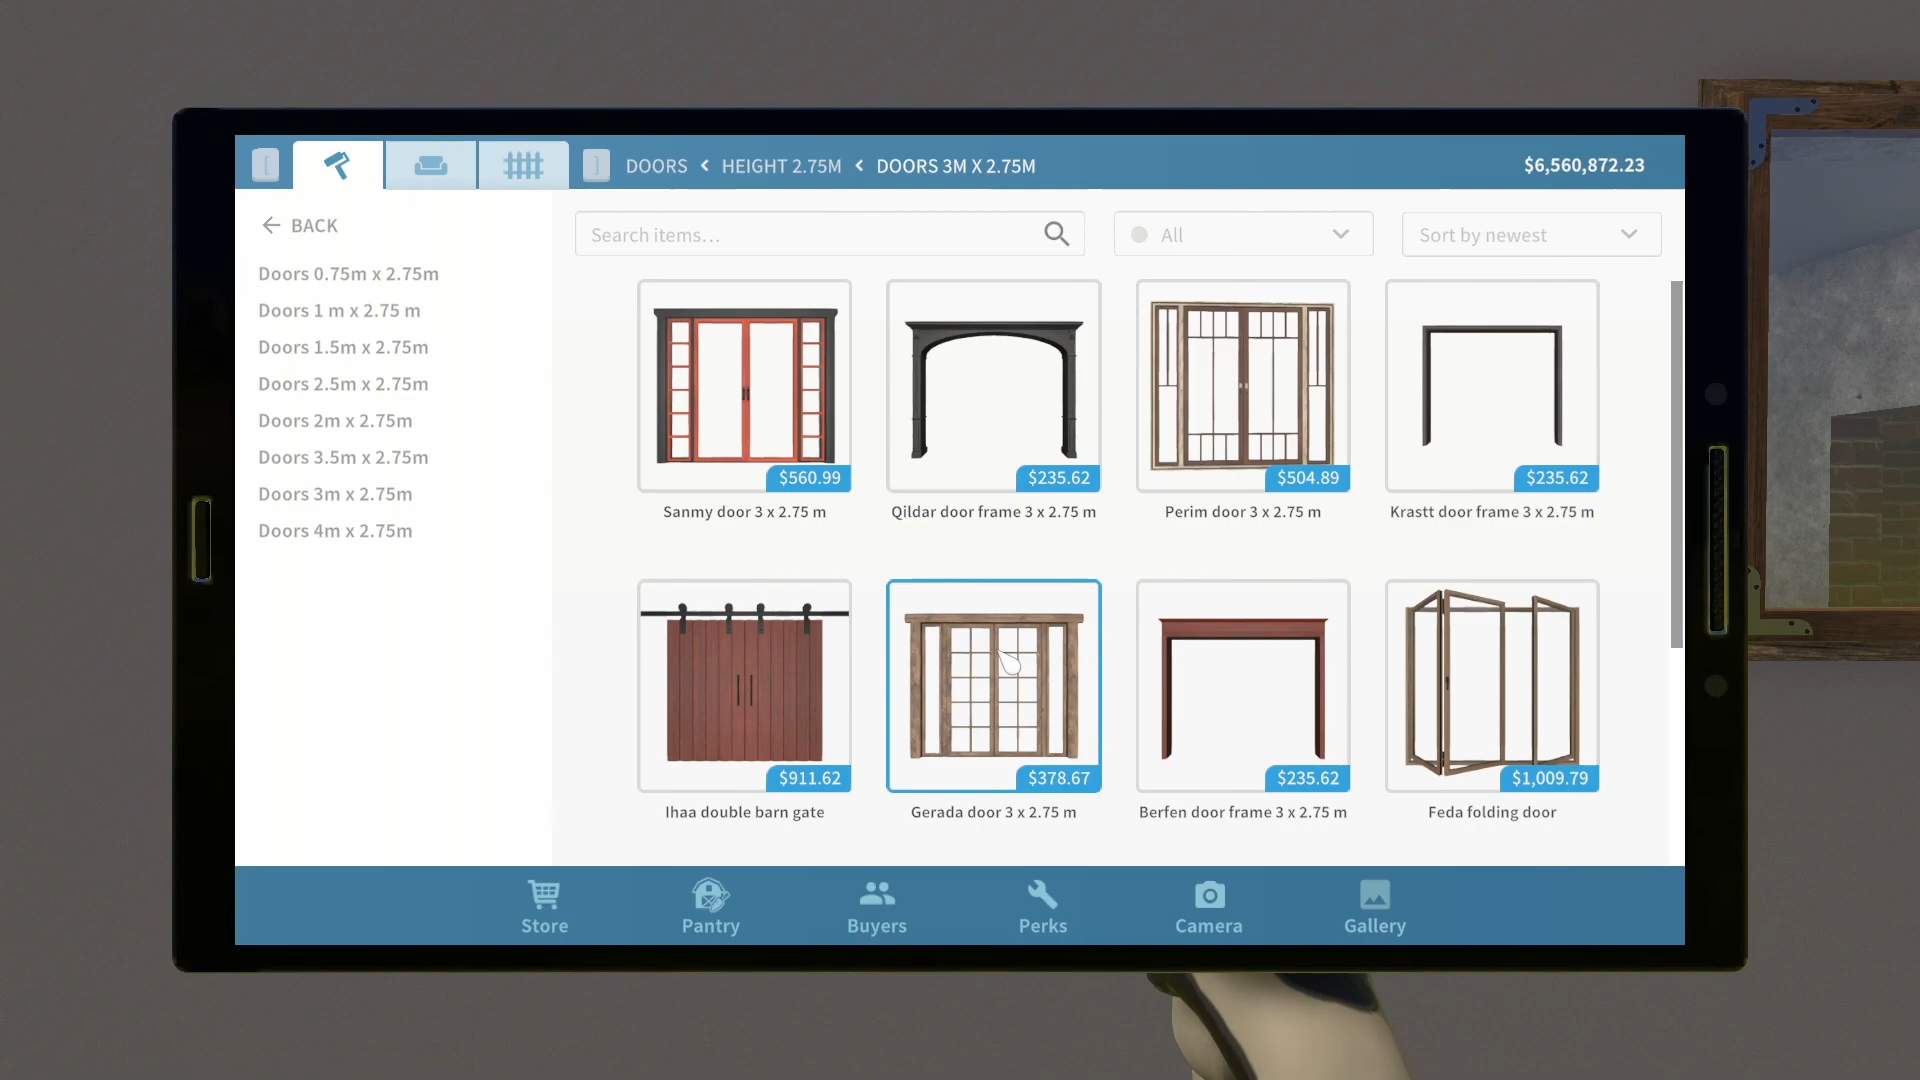 [
]
DOORS
HEIGHT 2.75M
DOORS 3M X 2.75M
$6,560,872.23
BACK
Doors 0.75m x 2.75m
Doors 1 m x 2.75 m
Doors 1.5m x 2.75m
Doors 2.5m x 2.75m
Doors 2m x 2.75m
Doors 3.5m x 2.75m
Doors 3m x 2.75m
Doors 4m x 2.75m
Search items...
All
Sort by newest
$560.99
$235.62
$504.89
$235.62
Sanmy door 3 x 2.75 m
Qildar door frame 3 x 2.75 m
Perim door 3 x 2.75 m
Krastt door frame 3 x 2.75 m
$911.62
$378.67
$235.62
$1,009.79
Ihaa double barn gate
Gerada door 3 x 2.75 m
Berfen door frame 3 x 2.75 m
Feda folding door
Store
Pantry
Buyers
Perks
Camera
Gallery